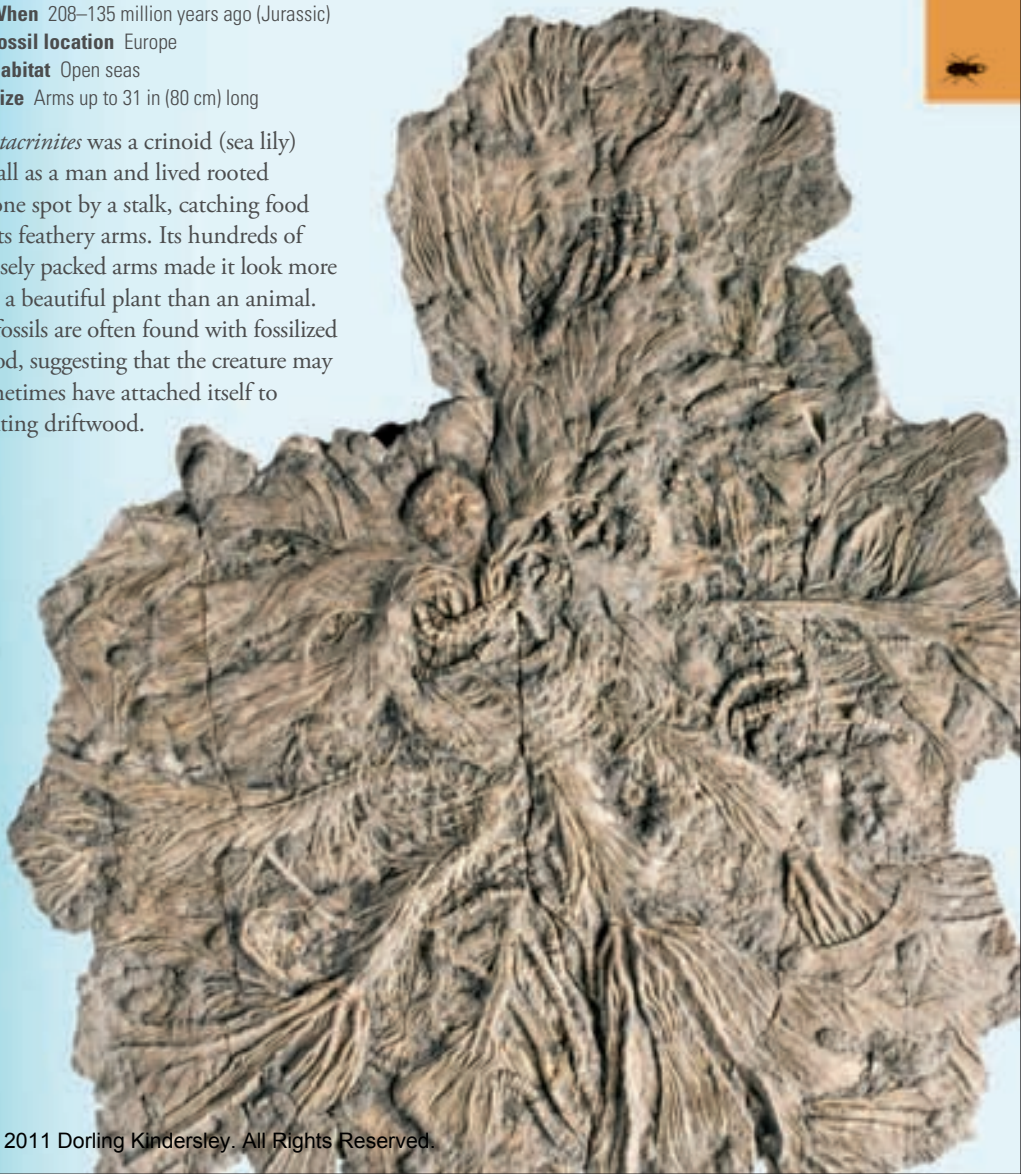 When 208–135 million years ago (Jurassic)
ossil location Europe
abitat Open seas
ize Arms up to 31 in (80 cm) long
tacrinites was a crinoid (sea lily)
all as a man and lived rooted
one spot by a stalk, catching food
ts feathery arms. Its hundreds of
sely packed arms made it look more
a beautiful plant than an animal.
fossils are often found with fossilized
od, suggesting that the creature may
metimes have attached itself to
ting driftwood.
2011 Dorling Kindersley. All Rights Reserved.